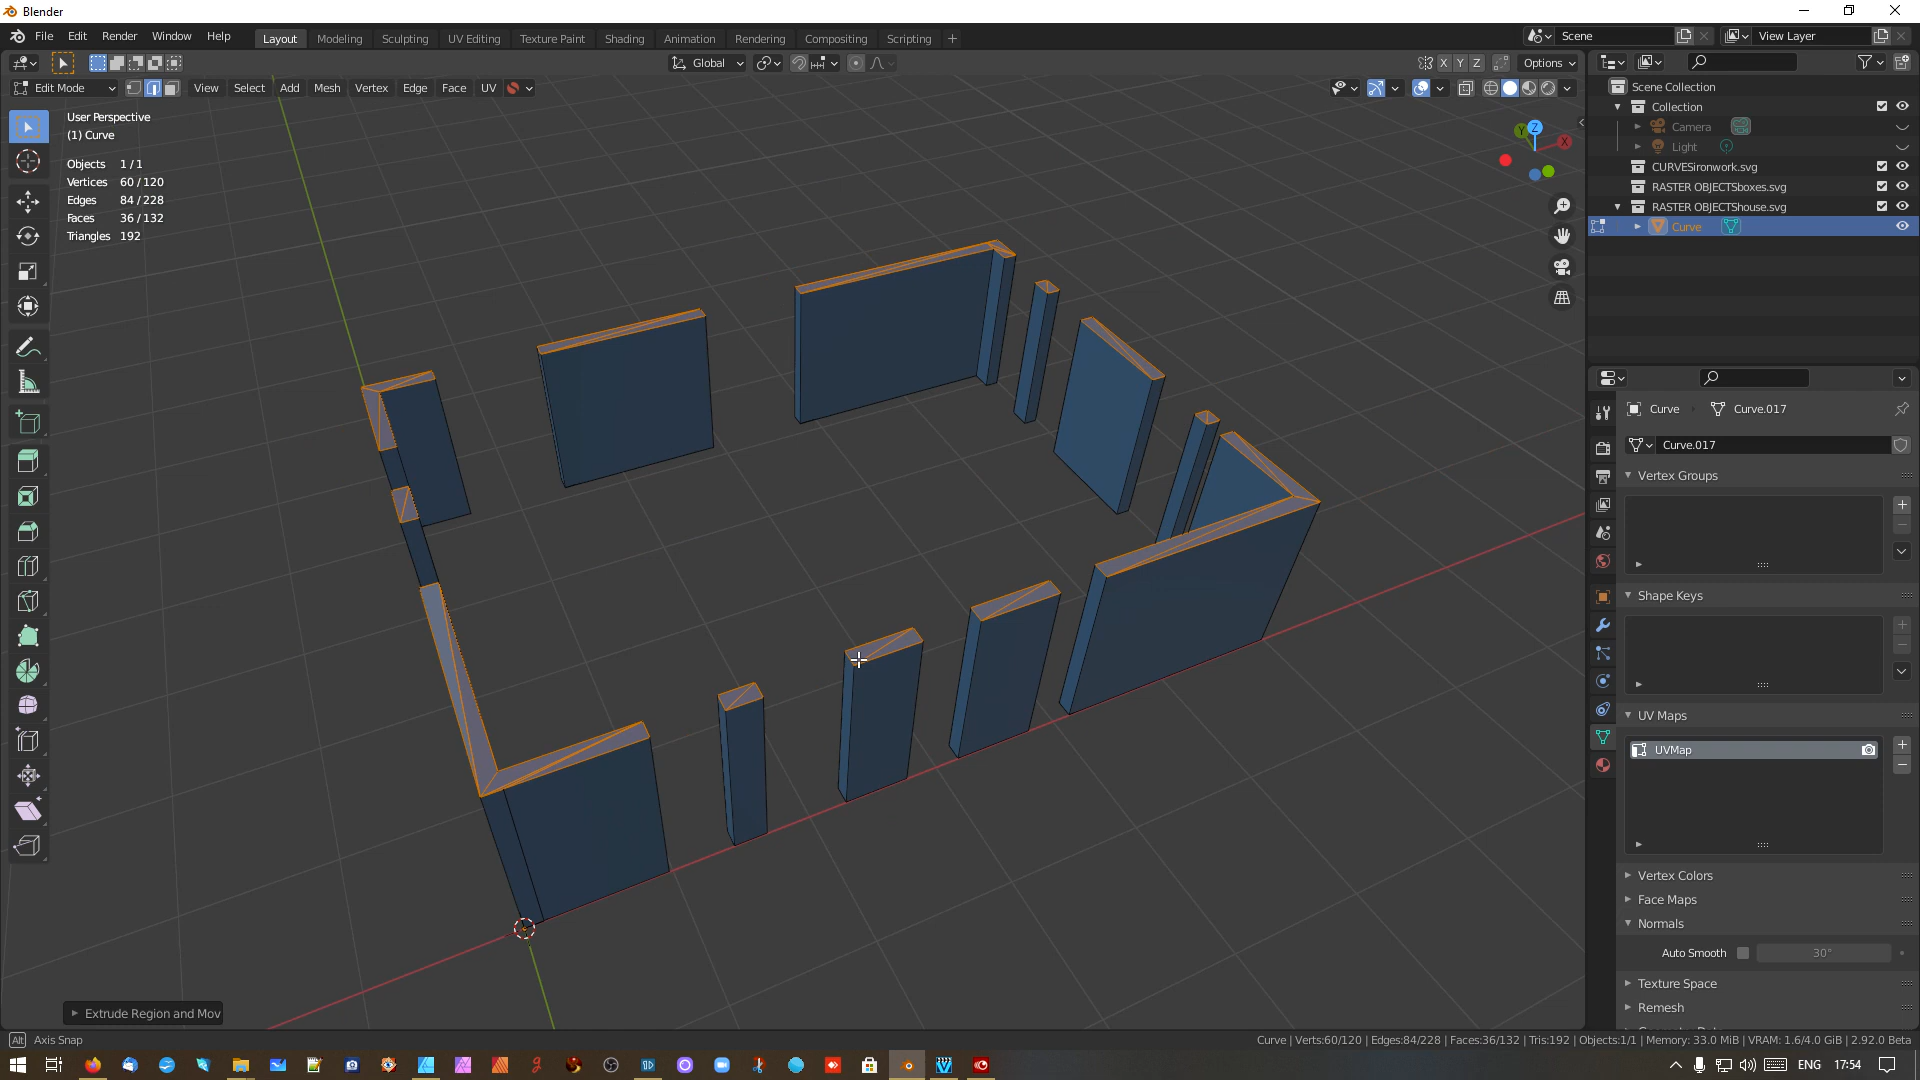 Blender
File Edit Render Window Help
Layout Modeling Sculpting UV Editing Texture Paint Shading Animation Rendering Compositing Scripting +
Scene
View Layer
Global
X Y Z
Options
Edit Mode
View Select Add Mesh Vertex Edge Face UV
User Perspective
(1) Curve
Objects 1 / 1
Vertices 60 / 120
Edges 84 / 228
Faces 36 / 132
Triangles 192
Z
Y
X
Scene Collection
Collection
Camera
Light
CURVESironwork.svg
RASTER OBJECTSboxes.svg
RASTER OBJECTShouse.svg
Curve
Curve
Curve.017
Curve.017
Vertex Groups
Shape Keys
UV Maps
UVMap
Vertex Colors
Face Maps
Normals
Auto Smooth 30°
Texture Space
Remesh
Extrude Region and Mov
Alt Axis Snap
Curve | Verts:60/120 | Edges:84/228 | Faces:36/132 | Tris:192 | Objects:1/1 | Memory: 33.0 MiB | VRAM: 1.6/4.0 GiB | 2.92.0 Beta
ENG 17:54